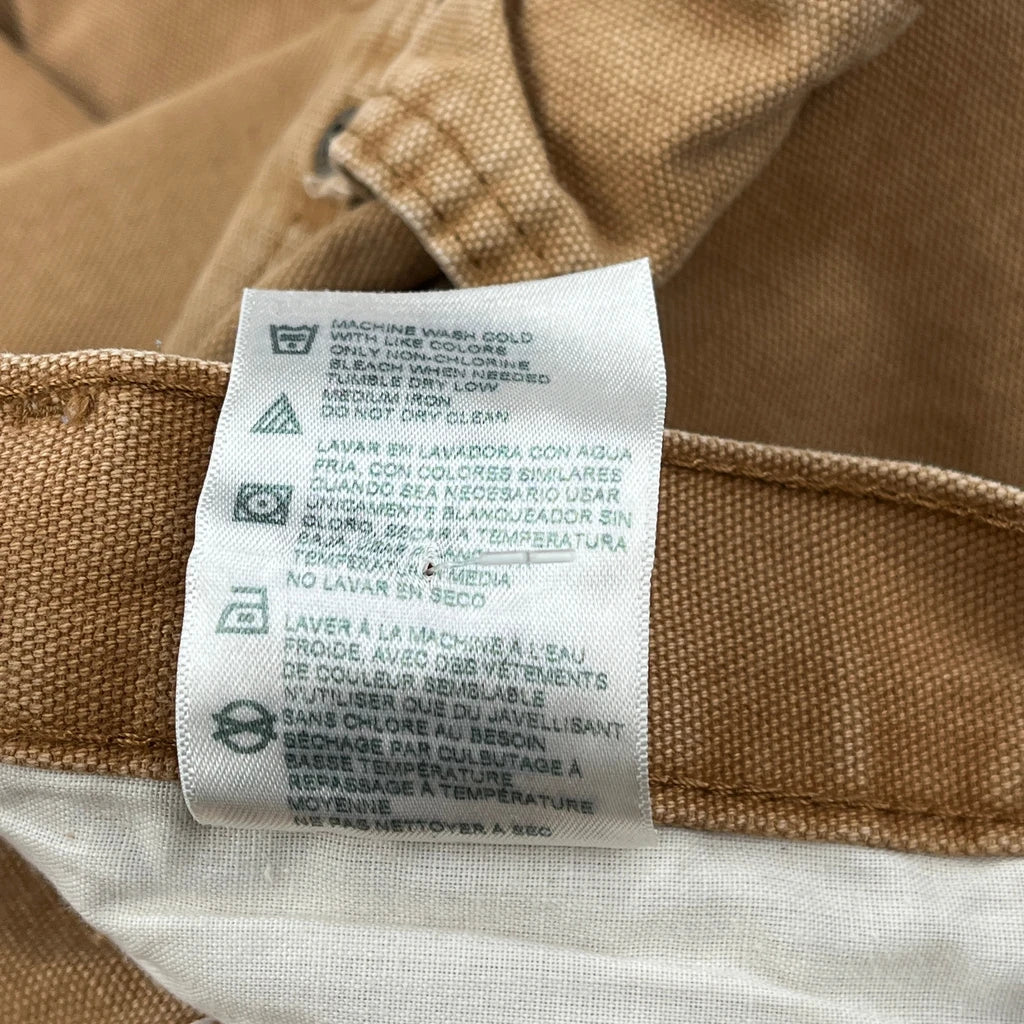 MACHINE WASH COLD
WITH LIKE COLORS
ONLY NON-CHLORINE
BLEACH WHEN NEEDED
TUMBLE DRY LOW
MEDIUM IRON
DO NOT DRY CLEAN
LAVAR EN LAVADORA CON AGUA
FRIA, CON COLORES SIMILARES
CUANDO SEA NECESARIO USAR
UNICAMENTE BLANQUEADOR SIN
CLORO, SECAR A TEMPERATURA
BAJA,
TEMPERATURA MEDIA
NO LAVAR EN SECO
LAVER À LA MACHINE À L'EAU
FROIDE, AVEC DES VÊTEMENTS
DE COULEUR SEMBLABLE
N'UTILISER QUE DU JAVELLISANT
SANS CHLORE AU BESOIN
SÉCHAGE PAR CULBUTAGE À
BASSE TEMPÉRATURE
REPASSAGE À TEMPÉRATURE
MOYENNE
NE PAS NETTOYER A SEC